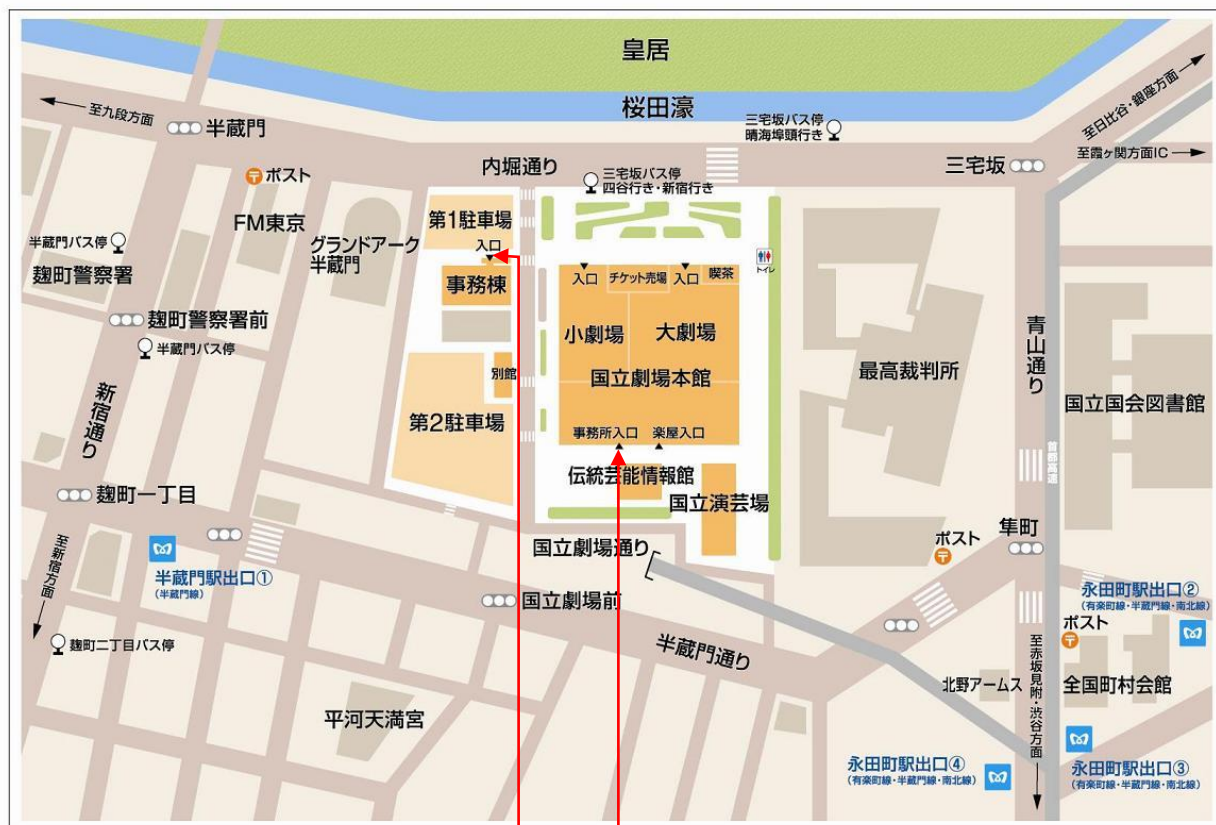 皇居
桜田濠
至九段方面
半蔵門
三宅坂バス停
晴海埠頭行き
至日比谷・銀座方面
至霞ヶ関方面IC
三宅坂
内堀通り
三宅坂バス停
四谷行き・新宿行き
ポスト
FM東京
グランドアーク
半蔵門
第1駐車場
入口
事務棟
半蔵門バス停
麹町警察署
麹町警察署前
半蔵門バス停
新宿通り
入口
チケット売場
入口
喫茶
トイレ
小劇場
大劇場
国立劇場本館
別館
第2駐車場
事務所入口
楽屋入口
伝統芸能情報館
国立演芸場
最高裁判所
青山通り
国立国会図書館
首都高速
麹町一丁目
至新宿方面
半蔵門駅出口①
(半蔵門線)
国立劇場通り
国立劇場前
ポスト
隼町
永田町駅出口②
(有楽町線・半蔵門線・南北線)
ポスト
麹町二丁目バス停
半蔵門通り
至赤坂見附・渋谷方面
北野アームス
全国町村会館
平河天満宮
永田町駅出口④
(有楽町線・半蔵門線・南北線)
永田町駅出口③
(有楽町線・半蔵門線・南北線)